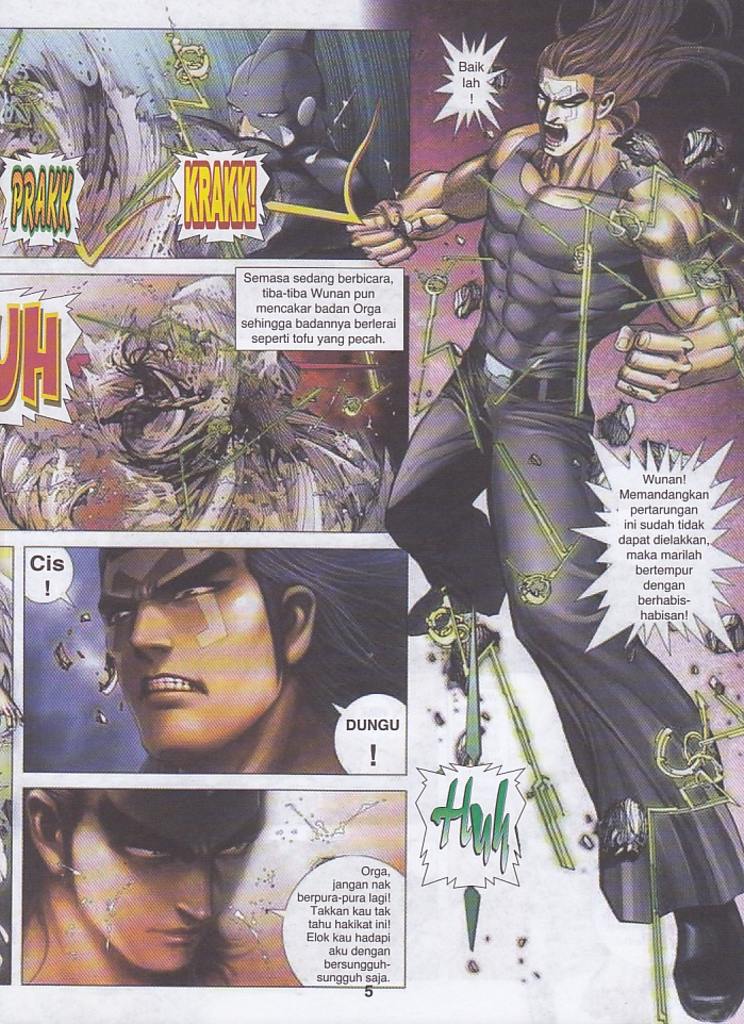 PRAKK
KRAKK!
Semasa sedang berbicara,
tiba-tiba Wunan pun
mencakar badan Orga
sehingga badannya berlerai
seperti tofu yang pecah.
UH
Cis
!
DUNGU
!
Orga,
jangan nak
berpura-pura lagi!
Takkan kau tak
tahu hakikat ini!
Elok kau hadapi
aku dengan
bersungguh-
sungguh saja.
Baik
lah
!
Wunan!
Memandangkan
pertarungan
ini sudah tidak
dapat dielakkan,
maka marilah
bertempur
dengan
berhabis-
habisan!
Huh
5